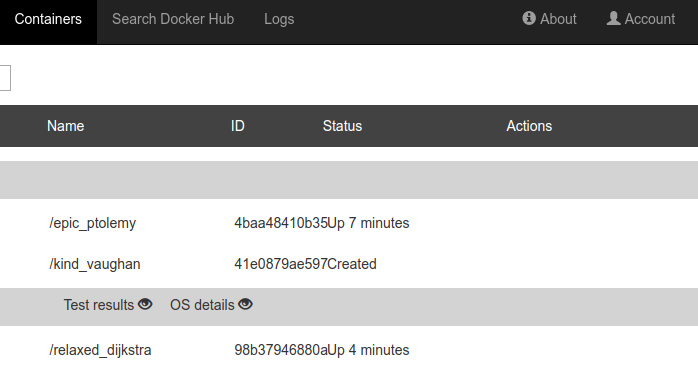 Containers Search Docker Hub Logs About Account
Name ID Status Actions
/epic_ptolemy 4baa48410b35Up 7 minutes
/kind_vaughan 41e0879ae597Created
Test results OS details
/relaxed_dijkstra 98b37946880aUp 4 minutes